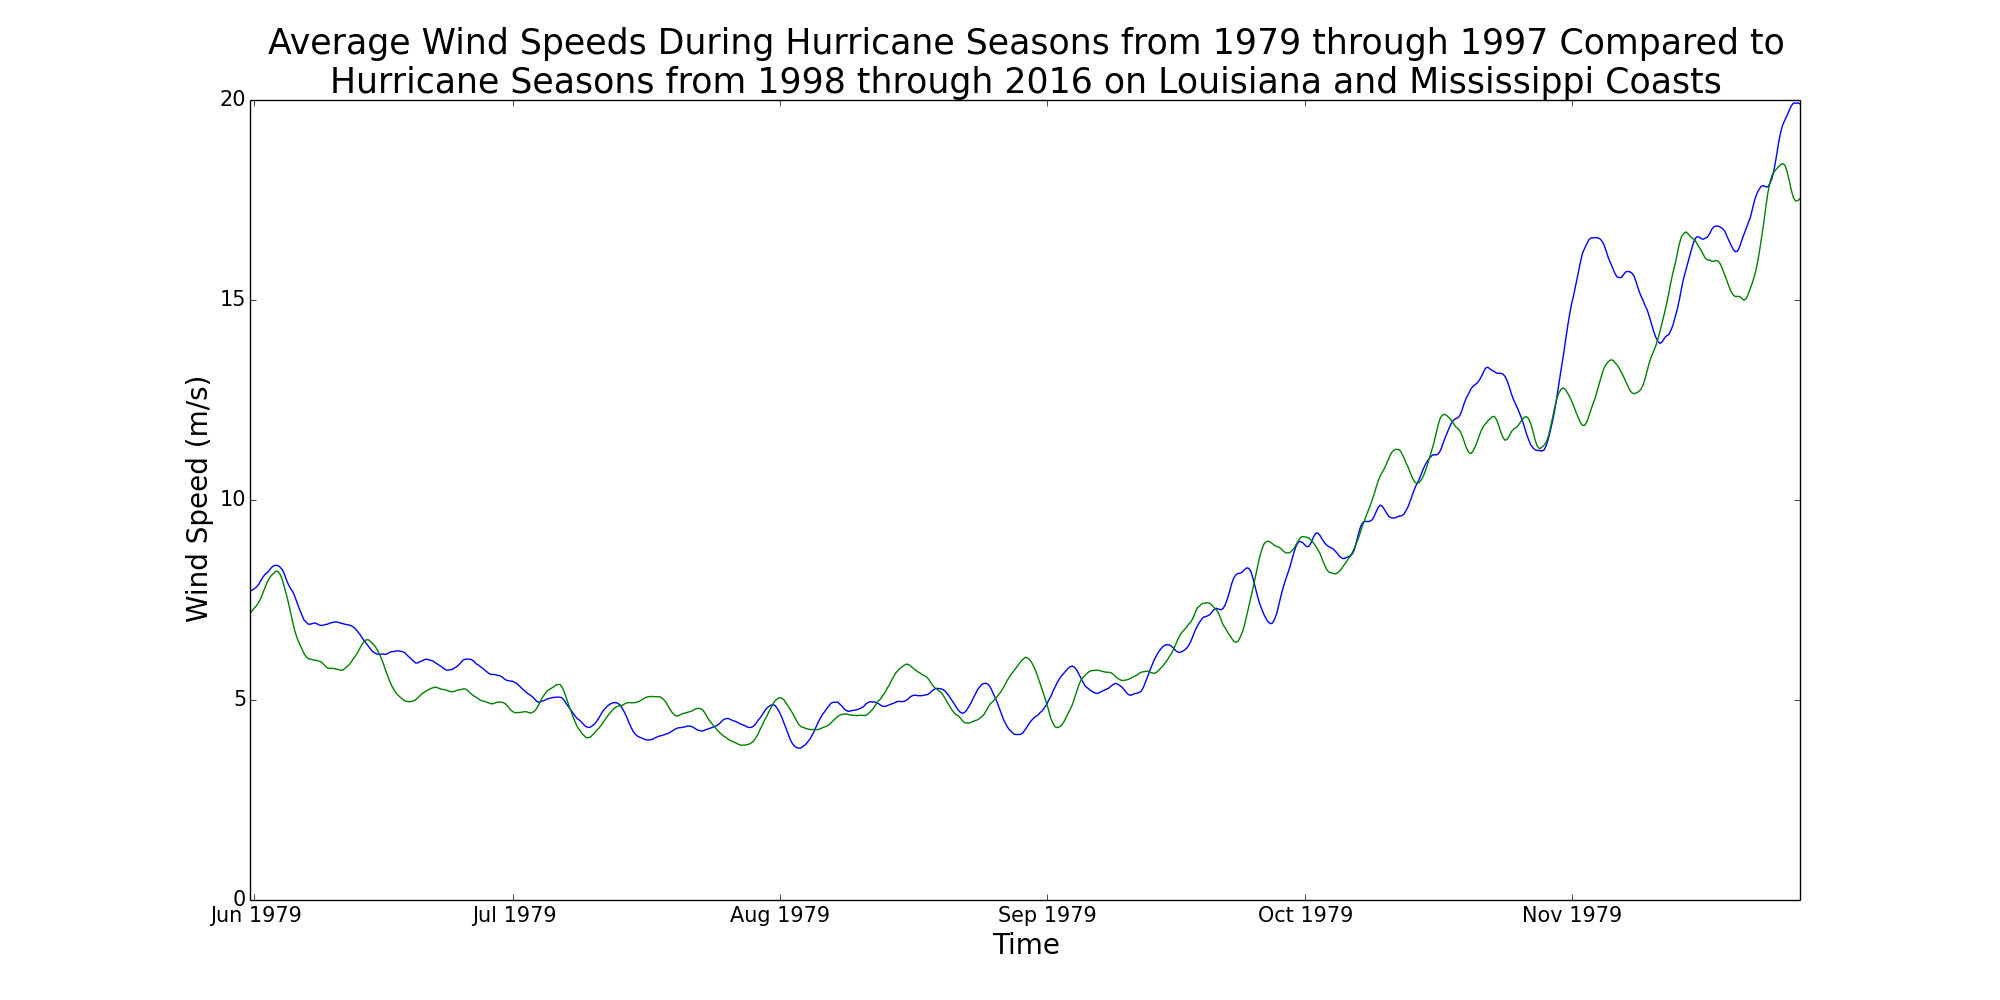 Average Wind Speeds During Hurricane Seasons from 1979 through 1997 Compared to
Hurricane Seasons from 1998 through 2016 on Louisiana and Mississippi Coasts
20
15
10
5
0
Wind Speed (m/s)
Jun 1979
Jul 1979
Aug 1979
Sep 1979
Oct 1979
Nov 1979
Time